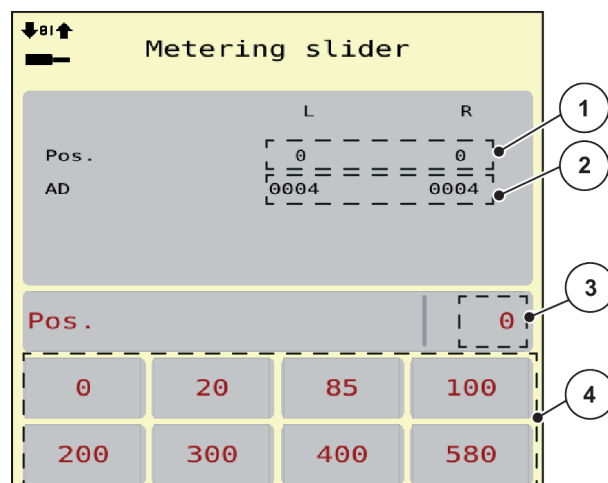 Metering slider
L R
1
Pos. 0 0
2
AD 0004 0004
3
Pos. 0
0 20 85 100
4
200 300 400 580